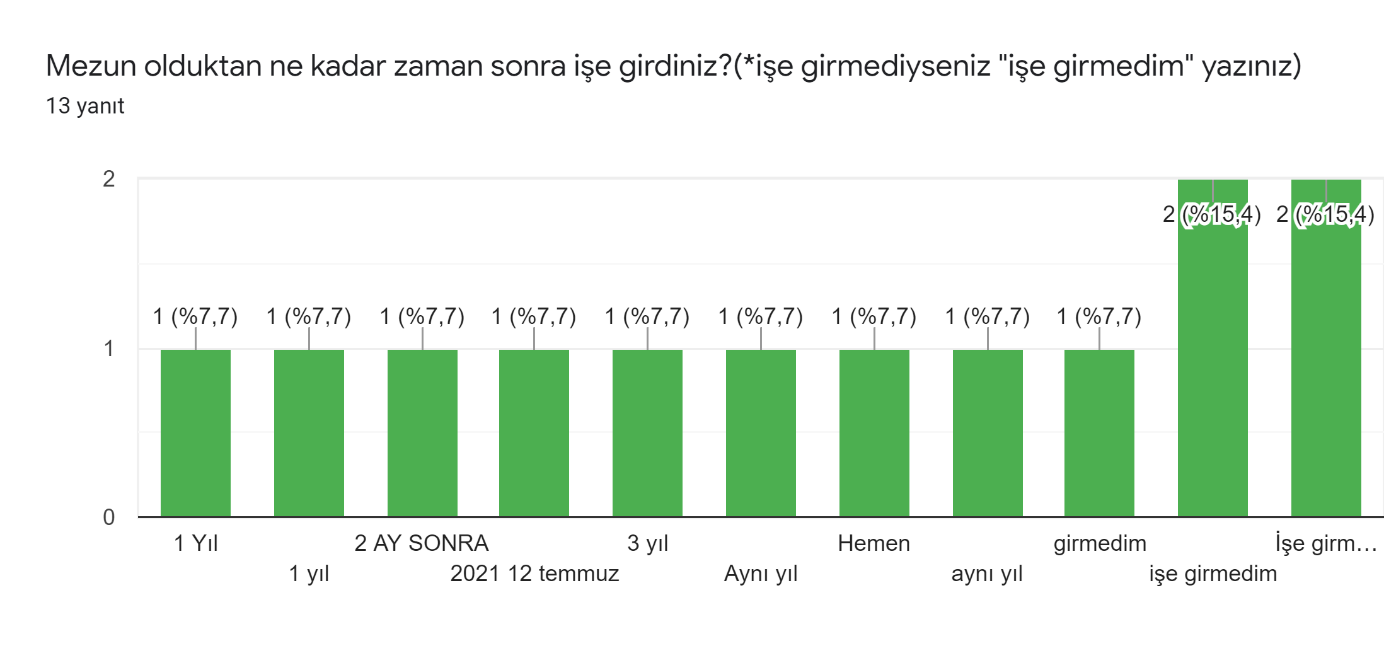 Mezun olduktan ne kadar zaman sonra işe girdiniz?(*işe girmediyseniz "işe girmedim" yazınız)
13 yanıt
2
1
0
1 (%7,7)
1 (%7,7)
1 (%7,7)
1 (%7,7)
1 (%7,7)
1 (%7,7)
1 (%7,7)
1 (%7,7)
1 (%7,7)
2 (%15,4)
2 (%15,4)
1 Yıl
1 yıl
2 AY SONRA
2021 12 temmuz
3 yıl
Aynı yıl
Hemen
aynı yıl
girmedim
işe girmedim
İşe girm…